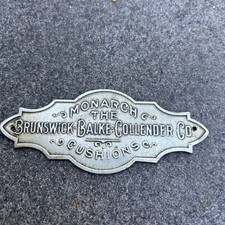 MONARCH
THE
BRUNSWICK-BALKE-COLLENDER CO.
CUSHIONS